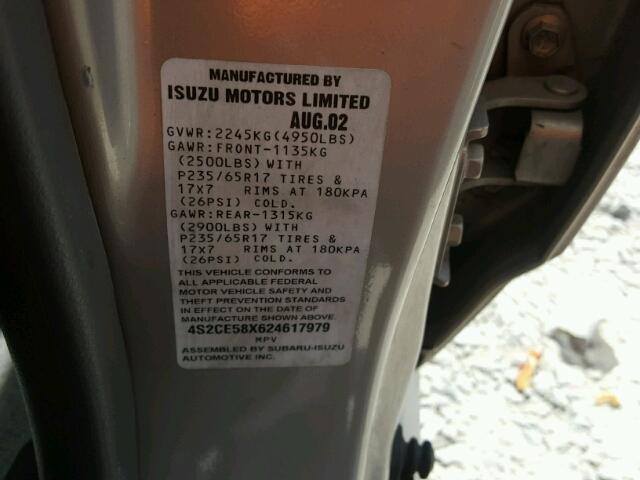 MANUFACTURED BY
ISUZU MOTORS LIMITED
AUG.02
GVWR:2245KG(4950LBS)
GAWR:FRONT-1135KG
(2500LBS) WITH
P235/65R17 TIRES &
17X7 RIMS AT 180KPA
(26PSI) COLD.
GAWR:REAR-1315KG
(2900LBS) WITH
P235/65R17 TIRES &
17X7 RIMS AT 180KPA
(26PSI) COLD.
THIS VEHICLE CONFORMS TO
ALL APPLICABLE FEDERAL
MOTOR VEHICLE SAFETY AND
THEFT PREVENTION STANDARDS
IN EFFECT ON THE DATE OF
MANUFACTURE SHOWN ABOVE.
4S2CE58X624617979
MPV
ASSEMBLED BY SUBARU-ISUZU
AUTOMOTIVE INC.